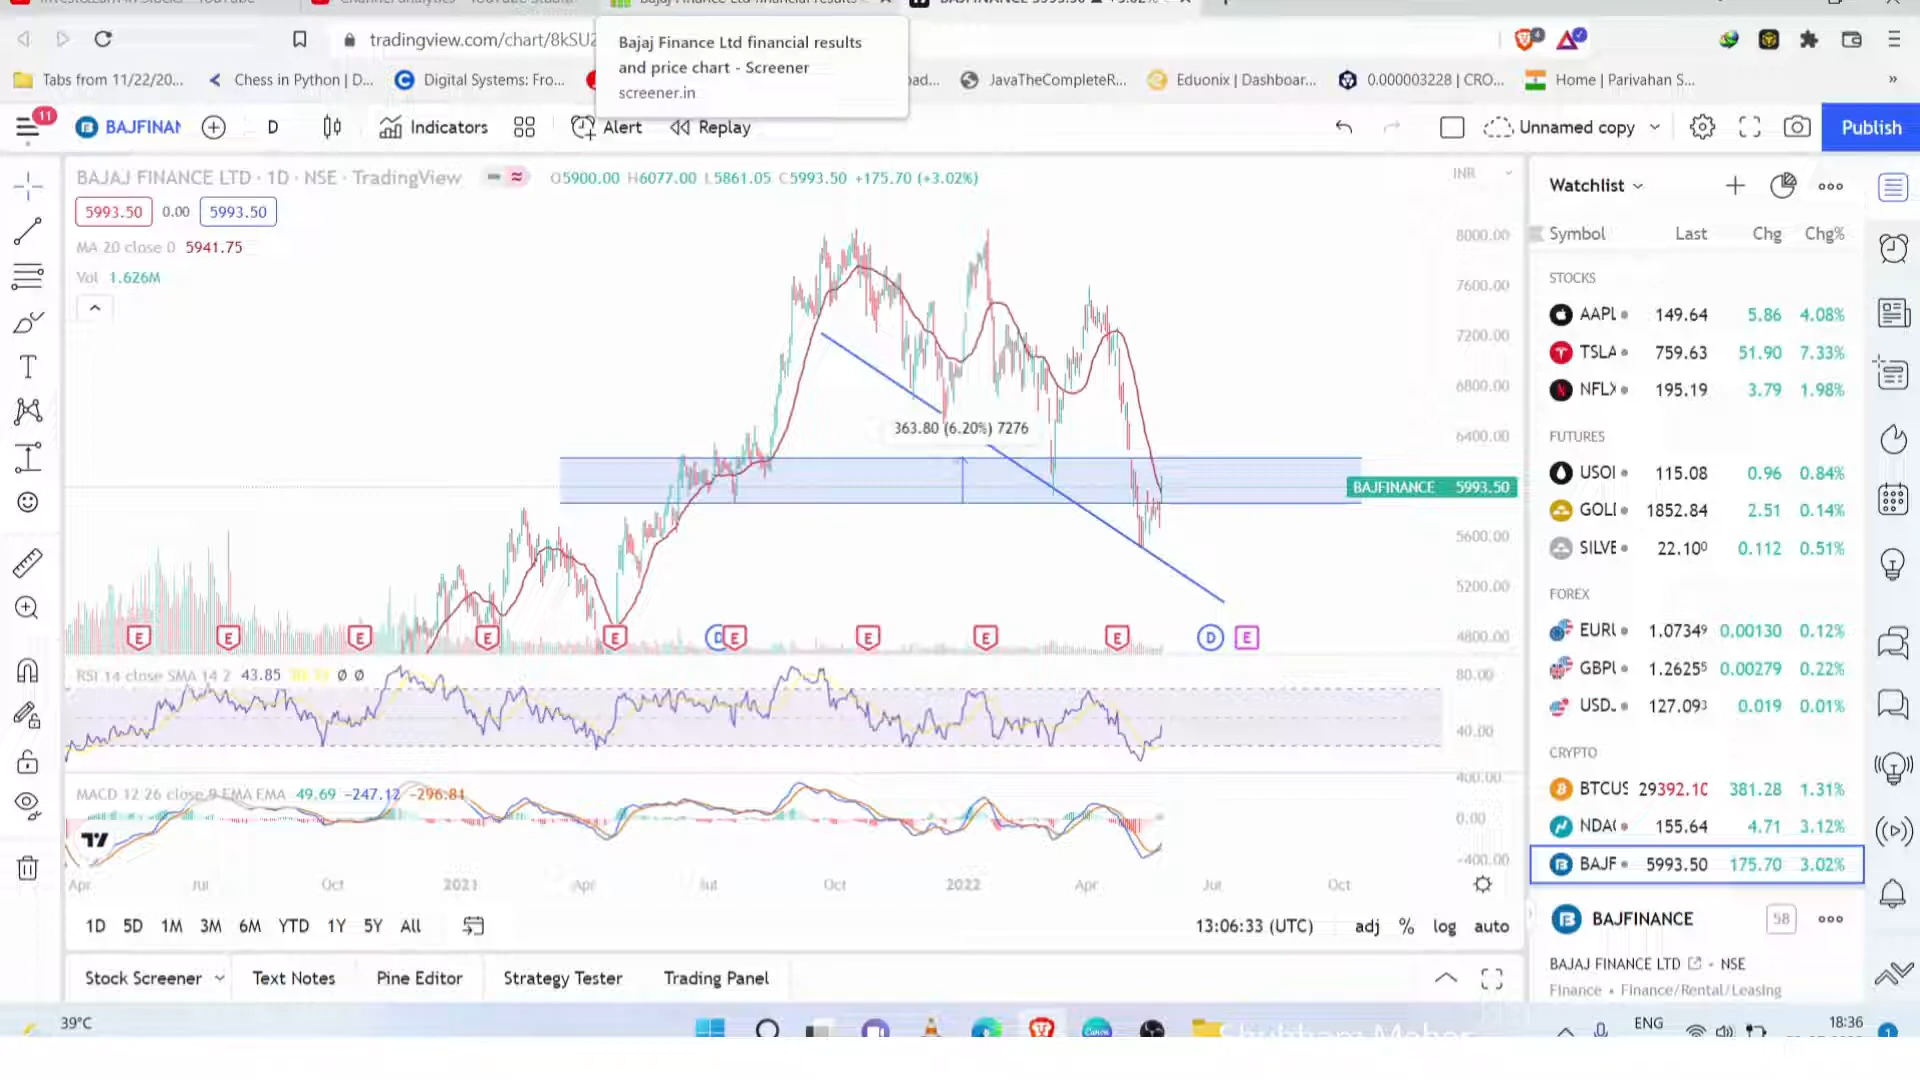 tradingview.com/chart/8kSU2
Bajaj Finance Ltd financial results
and price chart - Screener
screener.in
Tabs from 11/22/20...
Chess in Python | D...
Digital Systems: Fro...
oad...
JavaTheCompleteR...
Eduonix | Dashboar...
0.000003228 | CRO...
Home | Parivahan S...
»
11
BAJFINAN
D
Indicators
Alert
Replay
Unnamed copy
Publish
BAJAJ FINANCE LTD · 1D · NSE · TradingView
O5900.00 H6077.00 L5861.05 C5993.50 +175.70 (+3.02%)
INR
5993.50 0.00 5993.50
MA 20 close 0 5941.75
Vol 1.626M
8000.00
7600.00
7200.00
6800.00
6400.00
363.80 (6.20%) 7276
BAJFINANCE 5993.50
5600.00
5200.00
4800.00
E E E E E D E E E E D E
RSI 14 close SMA 14 2 43.85 Ø Ø
80.00
40.00
MACD 12 26 close 9 EMA EMA 49.69 −247.12 −296.81
400.00
0.00
-400.00
Apr Jul Oct 2021 Apr Jul Oct 2022 Apr Jul Oct
1D 5D 1M 3M 6M YTD 1Y 5Y All
13:06:33 (UTC) adj % log auto
Stock Screener Text Notes Pine Editor Strategy Tester Trading Panel
Watchlist
Symbol Last Chg Chg%
STOCKS
AAPL 149.64 5.86 4.08%
TSLA 759.63 51.90 7.33%
NFLX 195.19 3.79 1.98%
FUTURES
USOI 115.08 0.96 0.84%
GOLI 1852.84 2.51 0.14%
SILVE 22.100 0.112 0.51%
FOREX
EURU 1.07349 0.00130 0.12%
GBPU 1.26255 0.00279 0.22%
USD. 127.093 0.019 0.01%
CRYPTO
BTCUS 29392.10 381.28 1.31%
NDA 155.64 4.71 3.12%
BAJF 5993.50 175.70 3.02%
BAJFINANCE 58
BAJAJ FINANCE LTD • NSE
Finance • Finance/Rental/Leasing
39°C
Shubham Meher
ENG
18:36
1